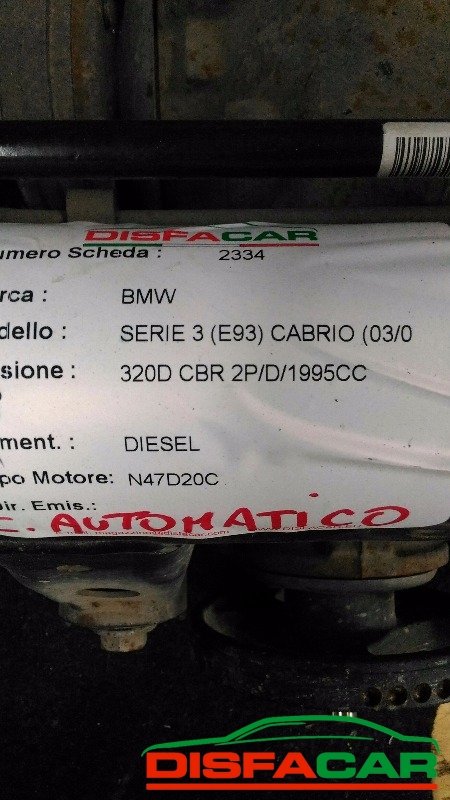 DISFACAR
umero Scheda : 2334
rca : BMW
dello : SERIE 3 (E93) CABRIO (03/0
sione : 320D CBR 2P/D/1995CC
ment. : DIESEL
po Motore: N47D20C
Dir. Emis.:
C. AUTOMATICO
DISFACAR